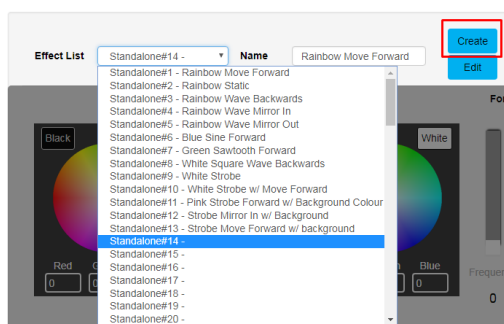 Create
Effect List Standalone#14 - Name Rainbow Move Forward
Edit
Standalone#1 - Rainbow Move Forward
Standalone#2 - Rainbow Static
Standalone#3 - Rainbow Wave Backwards
Standalone#4 - Rainbow Wave Mirror In
Standalone#5 - Rainbow Wave Mirror Out
Standalone#6 - Blue Sine Forward
Standalone#7 - Green Sawtooth Forward
Standalone#8 - White Square Wave Backwards
Standalone#9 - White Strobe
Standalone#10 - White Strobe w/ Move Forward
Standalone#11 - Pink Strobe Forward w/ Background Colour
Standalone#12 - Strobe Mirror In w/ Background
Standalone#13 - Strobe Move Forward w/ background
Standalone#14 -
Standalone#15 -
Standalone#16 -
Standalone#17 -
Standalone#18 -
Standalone#19 -
Standalone#20 -
Black
White
Red
Blue
0
0
0